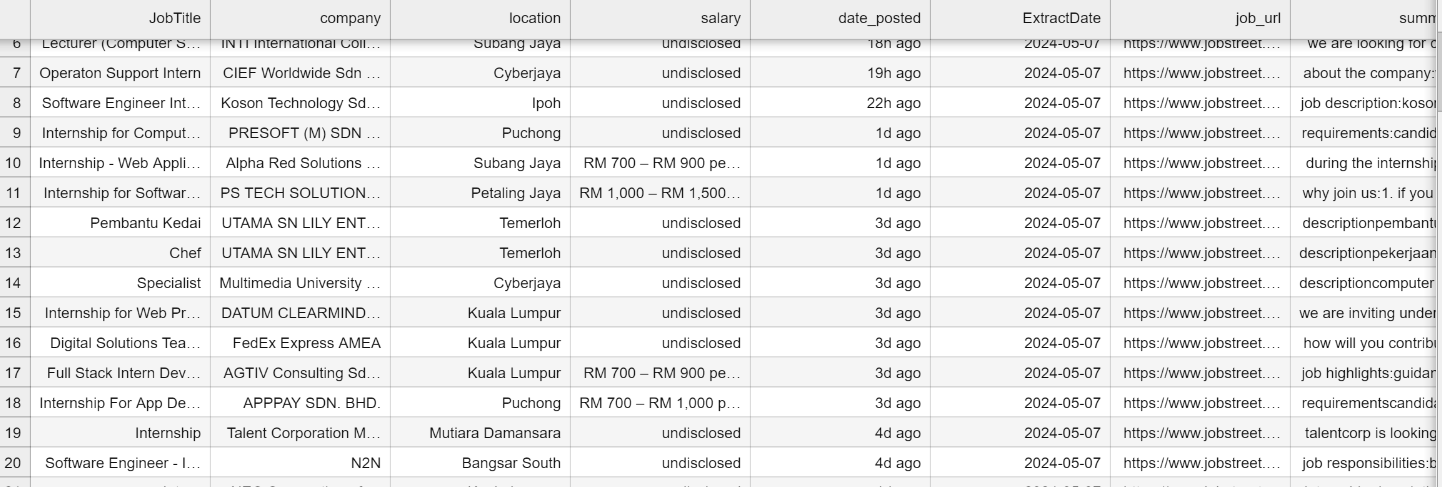 JobTitle company location salary date_posted ExtractDate job_url summ
6 Lecturer (Computer S… INTI International Coll… Subang Jaya undisclosed 18h ago 2024-05-07 https://www.jobstreet.… we are looking for
7 Operaton Support Intern CIEF Worldwide Sdn … Cyberjaya undisclosed 19h ago 2024-05-07 https://www.jobstreet.… about the company:
8 Software Engineer Int… Koson Technology Sd… Ipoh undisclosed 22h ago 2024-05-07 https://www.jobstreet.… job description:koso
9 Internship for Comput… PRESOFT (M) SDN … Puchong undisclosed 1d ago 2024-05-07 https://www.jobstreet.… requirements:candid
10 Internship - Web Appli… Alpha Red Solutions … Subang Jaya RM 700 – RM 900 pe… 1d ago 2024-05-07 https://www.jobstreet.… during the internship
11 Internship for Softwar… PS TECH SOLUTION… Petaling Jaya RM 1,000 – RM 1,500… 1d ago 2024-05-07 https://www.jobstreet.… why join us:1. if you
12 Pembantu Kedai UTAMA SN LILY ENT… Temerloh undisclosed 3d ago 2024-05-07 https://www.jobstreet.… descriptionpembantu
13 Chef UTAMA SN LILY ENT… Temerloh undisclosed 3d ago 2024-05-07 https://www.jobstreet.… descriptionpekerjaan
14 Specialist Multimedia University … Cyberjaya undisclosed 3d ago 2024-05-07 https://www.jobstreet.… descriptioncomputer
15 Internship for Web Pr… DATUM CLEARMIND… Kuala Lumpur undisclosed 3d ago 2024-05-07 https://www.jobstreet.… we are inviting under
16 Digital Solutions Tea… FedEx Express AMEA Kuala Lumpur undisclosed 3d ago 2024-05-07 https://www.jobstreet.… how will you contribu
17 Full Stack Intern Dev… AGTIV Consulting Sd… Kuala Lumpur RM 700 – RM 900 pe… 3d ago 2024-05-07 https://www.jobstreet.… job highlights:guidan
18 Internship For App De… APPPAY SDN. BHD. Puchong RM 700 – RM 1,000 p… 3d ago 2024-05-07 https://www.jobstreet.… requirementscandida
19 Internship Talent Corporation M… Mutiara Damansara undisclosed 4d ago 2024-05-07 https://www.jobstreet.… talentcorp is looking
20 Software Engineer - I… N2N Bangsar South undisclosed 4d ago 2024-05-07 https://www.jobstreet.… job responsibilities:b